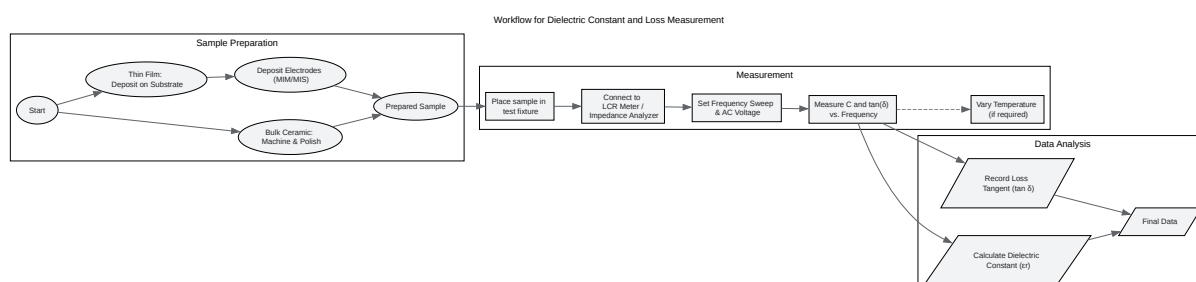 Workflow for Dielectric Constant and Loss Measurement
Sample Preparation
Start
Thin Film:
Deposit on Substrate
Deposit Electrodes
(MIM/MIS)
Bulk Ceramic:
Machine & Polish
Prepared Sample
Measurement
Place sample in
test fixture
Connect to
LCR Meter /
Impedance Analyzer
Set Frequency Sweep
& AC Voltage
Measure C and tan(δ)
vs. Frequency
Vary Temperature
(if required)
Data Analysis
Record Loss
Tangent (tan δ)
Calculate Dielectric
Constant (εr)
Final Data